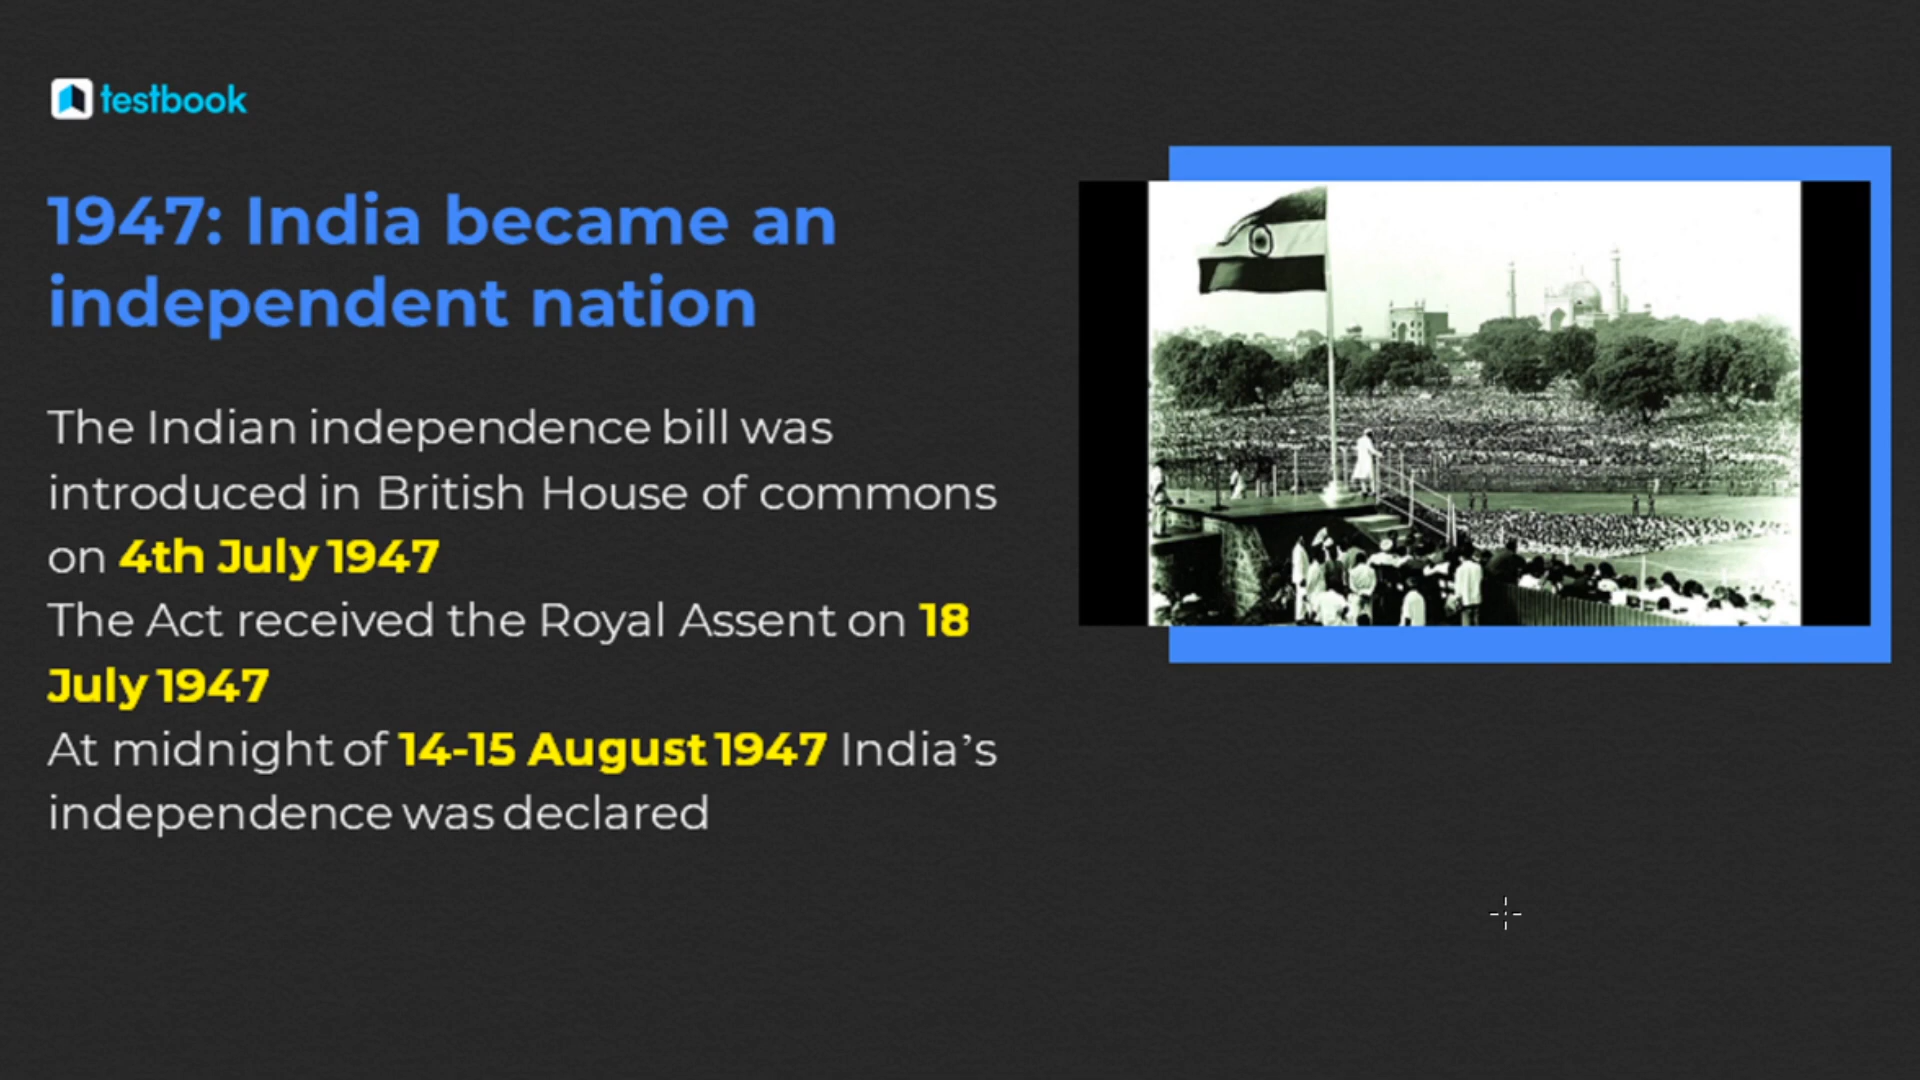 testbook
1947: India became an
independent nation
The Indian independence bill was
introduced in British House of commons
on 4th July 1947
The Act received the Royal Assent on 18
July 1947
At midnight of 14-15 August 1947 India’s
independence was declared